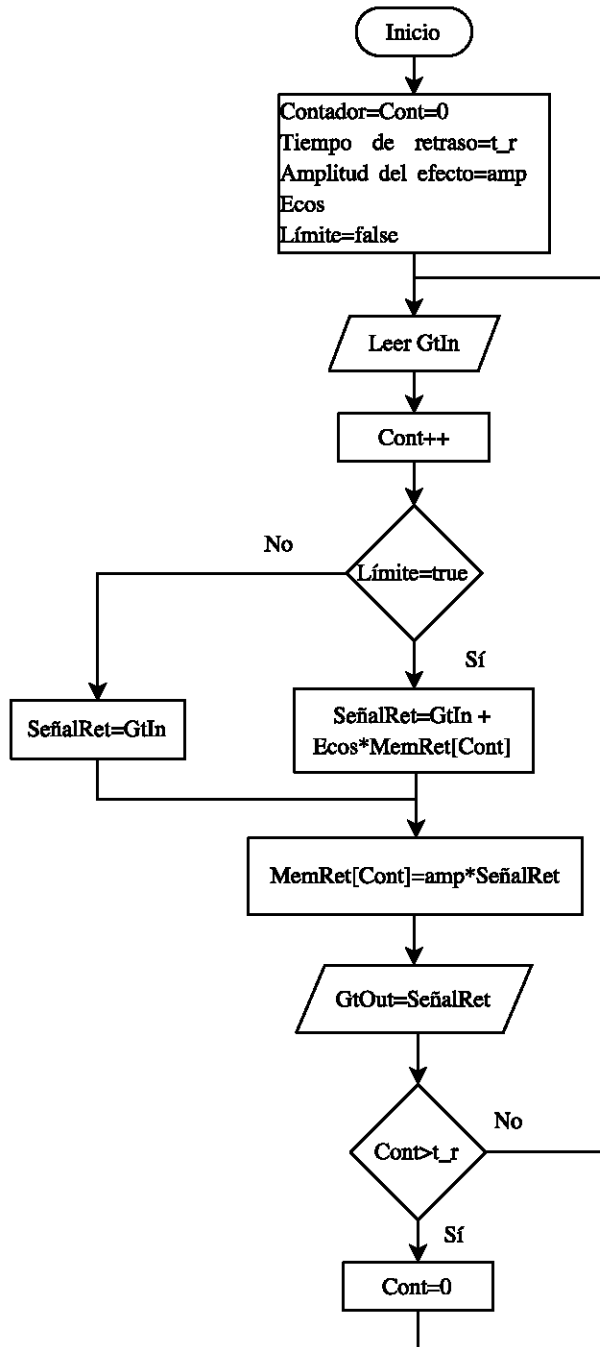 Inicio
Contador=Cont=0
Tiempo de retraso=t_r
Amplitud del efecto=amp
Ecos
Límite=false
Leer GtIn
Cont++
No
Límite=true
Sí
SeñalRet=GtIn
SeñalRet=GtIn +
Ecos*MemRet[Cont]
MemRet[Cont]=amp*SeñalRet
GtOut=SeñalRet
No
Cont>t_r
Sí
Cont=0